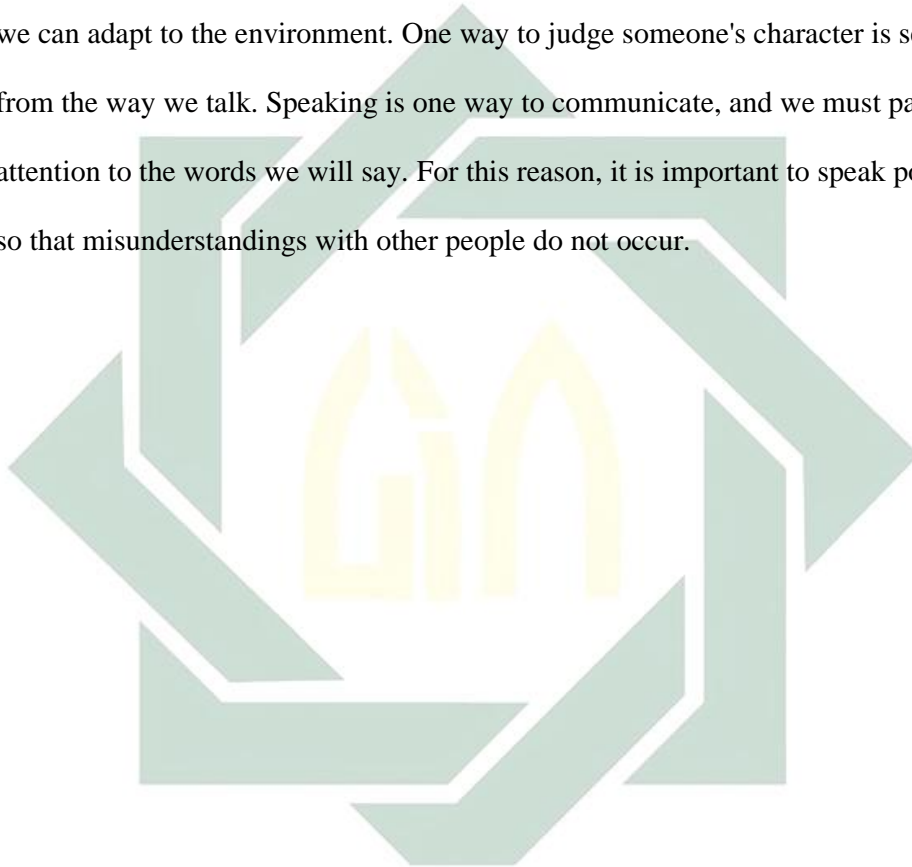 we can adapt to the environment. One way to judge someone's character is
from the way we talk. Speaking is one way to communicate, and we must
attention to the words we will say. For this reason, it is important to speak
so that misunderstandings with other people do not occur.